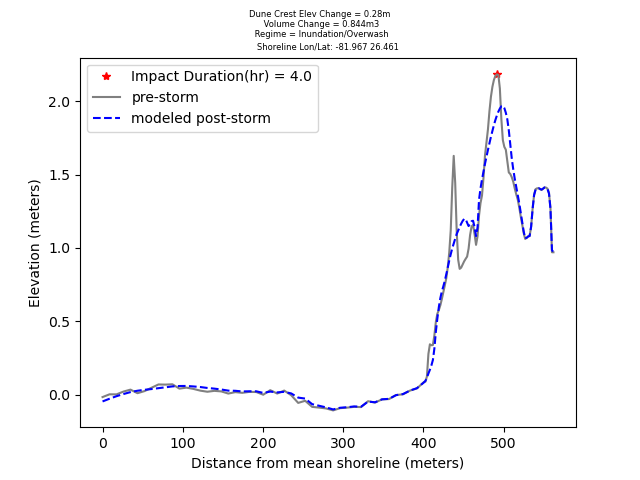 Dune Crest Elev Change = 0.28m
Volume Change = 0.844m3
Regime = Inundation/Overwash
Shoreline Lon/Lat: -81.967 26.461
Impact Duration(hr) = 4.0
pre-storm
modeled post-storm
Elevation (meters)
2.0
1.5
1.0
0.5
0.0
0 100 200 300 400 500
Distance from mean shoreline (meters)